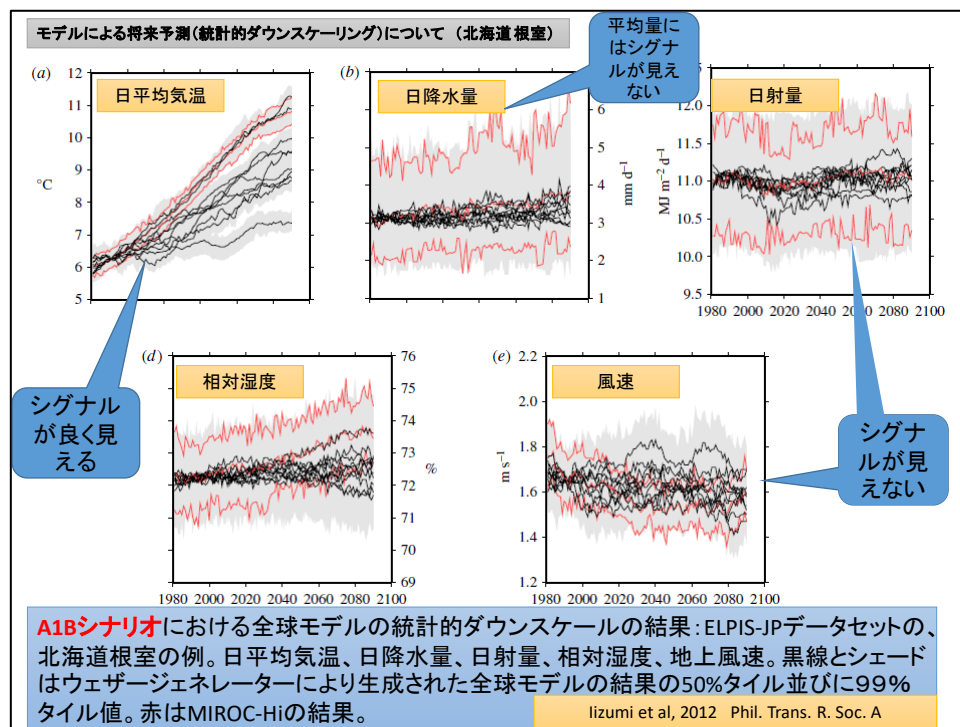 モデルによる将来予測(統計的ダウンスケーリング)について (北海道根室)
平均量に
はシグナ
ルが見え
ない
(a)
日平均気温
12
11
10
9
8
7
6
5
°C
(b)
日降水量
6
5
4
3
2
1
mm d⁻¹
日射量
12.5
12.0
11.5
11.0
10.5
10.0
9.5
MJ m⁻² d⁻¹
1980 2000 2020 2040 2060 2080 2100
シグナル
が良く見
える
(d)
相対湿度
76
75
74
73
72
71
70
69
%
1980 2000 2020 2040 2060 2080 2100
(e)
風速
2.2
2.0
1.8
1.6
1.4
1.2
m s⁻¹
1980 2000 2020 2040 2060 2080 2100
シグナ
ルが見
えない
A1Bシナリオにおける全球モデルの統計的ダウンスケールの結果:ELPIS-JPデータセットの、
北海道根室の例。日平均気温、日降水量、日射量、相対湿度、地上風速。黒線とシェード
はウェザージェネレーターにより生成された全球モデルの結果の50%タイル並びに99%
タイル値。赤はMIROC-Hiの結果。
Iizumi et al, 2012 Phil. Trans. R. Soc. A